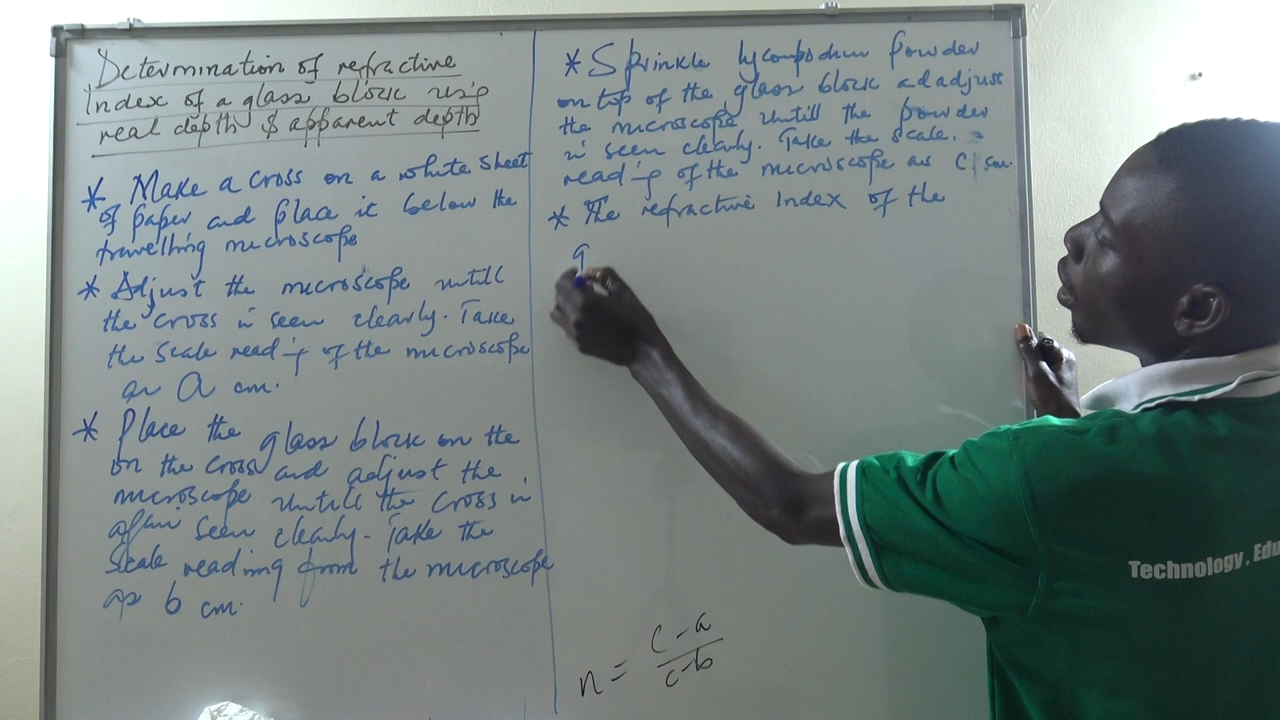 Determination of refractive
Index of a glass block using
real depth & apparent depth
* Make a cross on a white sheet
of paper and place it below the
travelling microscope
* Adjust the microscope untill
the cross is seen clearly. Take
the scale reading of the microscope
as a cm.
* Place the glass block on the
on the cross and adjust the
microscope untill the cross is
again seen clearly. Take the
Scale reading from the microscope
as b cm.
* Sprinkle lycompodum powder
on top of the glass block ad adjust
the microscope untill the powder
is seen clearly. Take the scale.
reading of the microscope as C cm.
* The refractive Index of the
g
n = c-a / c-b
Technology, Edu